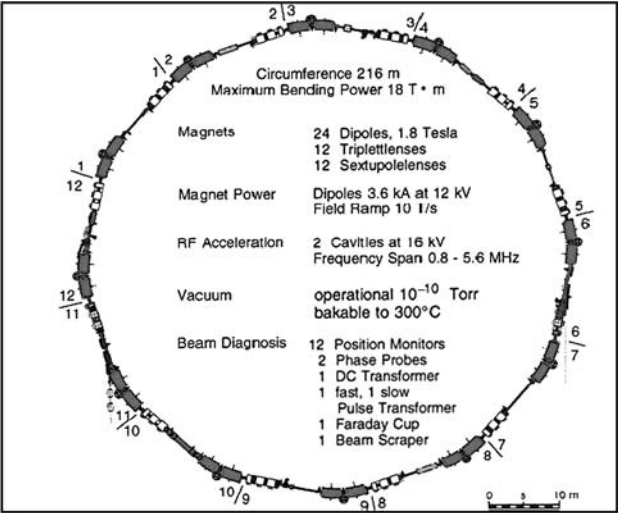 2/3
3/4
1/2
Circumference 216 m
Maximum Bending Power 18 T • m
4/5
Magnets 24 Dipoles, 1.8 Tesla
12 Triplettlenses
12 Sextupolelenses
1/12
Magnet Power Dipoles 3.6 kA at 12 kV
Field Ramp 10 T/s
5/6
RF Acceleration 2 Cavities at 16 kV
Frequency Span 0.8 - 5.6 MHz
Vacuum operational 10⁻¹⁰ Torr
bakable to 300°C
12/11
6/7
Beam Diagnosis 12 Position Monitors
2 Phase Probes
1 DC Transformer
1 fast, 1 slow
Pulse Transformer
1 Faraday Cup
1 Beam Scraper
11/10
7/8
10/9
9/8
0 5 10 m